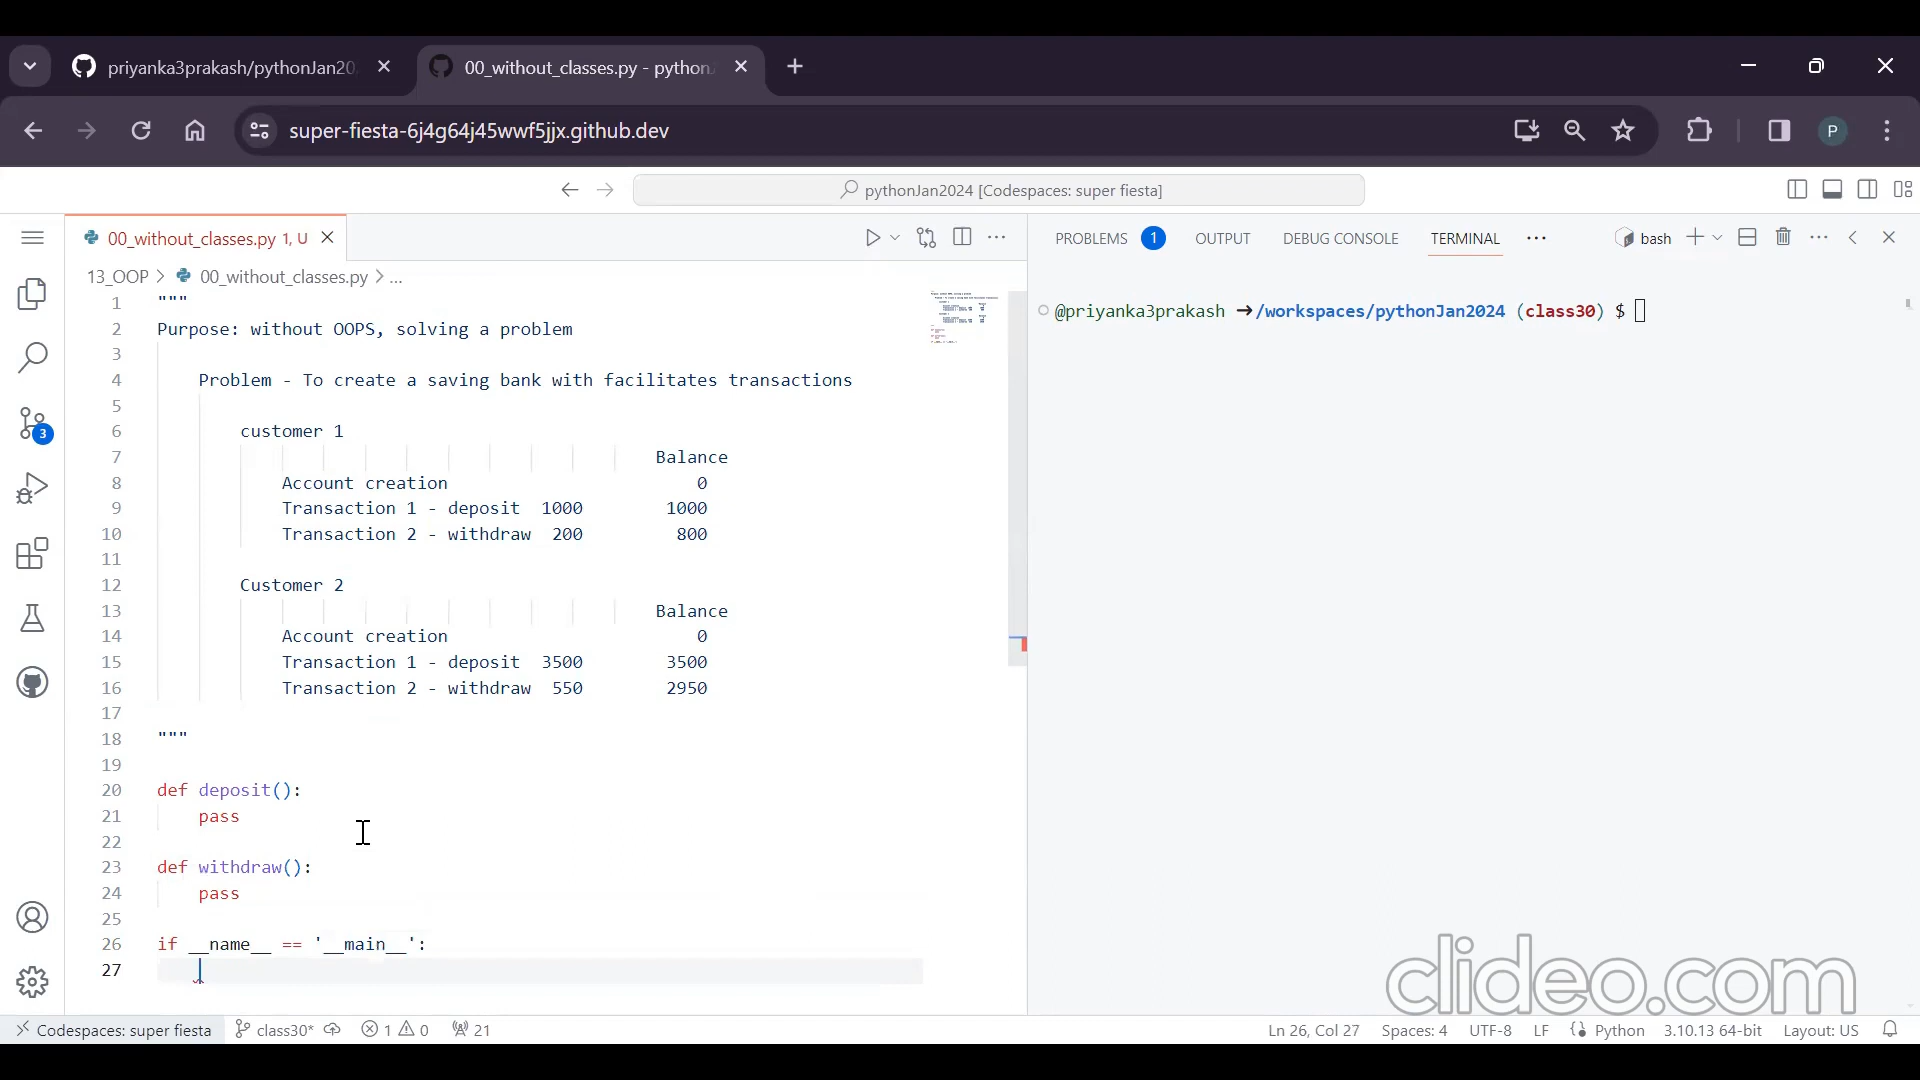 priyanka3prakash/pythonJan20
00_without_classes.py - python
super-fiesta-6j4g64j45wwf5jjx.github.dev
P
pythonJan2024 [Codespaces: super fiesta]
00_without_classes.py 1, U
PROBLEMS 1 OUTPUT DEBUG CONSOLE TERMINAL ... bash
13_OOP > 00_without_classes.py > ...
@priyanka3prakash →/workspaces/pythonJan2024 (class30) $
1 """
2 Purpose: without OOPS, solving a problem
3
4 Problem - To create a saving bank with facilitates transactions
5
6 customer 1
7 Balance
8 Account creation 0
9 Transaction 1 - deposit 1000 1000
10 Transaction 2 - withdraw 200 800
11
12 Customer 2
13 Balance
14 Account creation 0
15 Transaction 1 - deposit 3500 3500
16 Transaction 2 - withdraw 550 2950
17
18 """
19
20 def deposit():
21 pass
22
23 def withdraw():
24 pass
25
26 if __name__ == '__main__':
27
3
clideo.com
Codespaces: super fiesta class30* 1 0 21 Ln 26, Col 27 Spaces: 4 UTF-8 LF Python 3.10.13 64-bit Layout: US